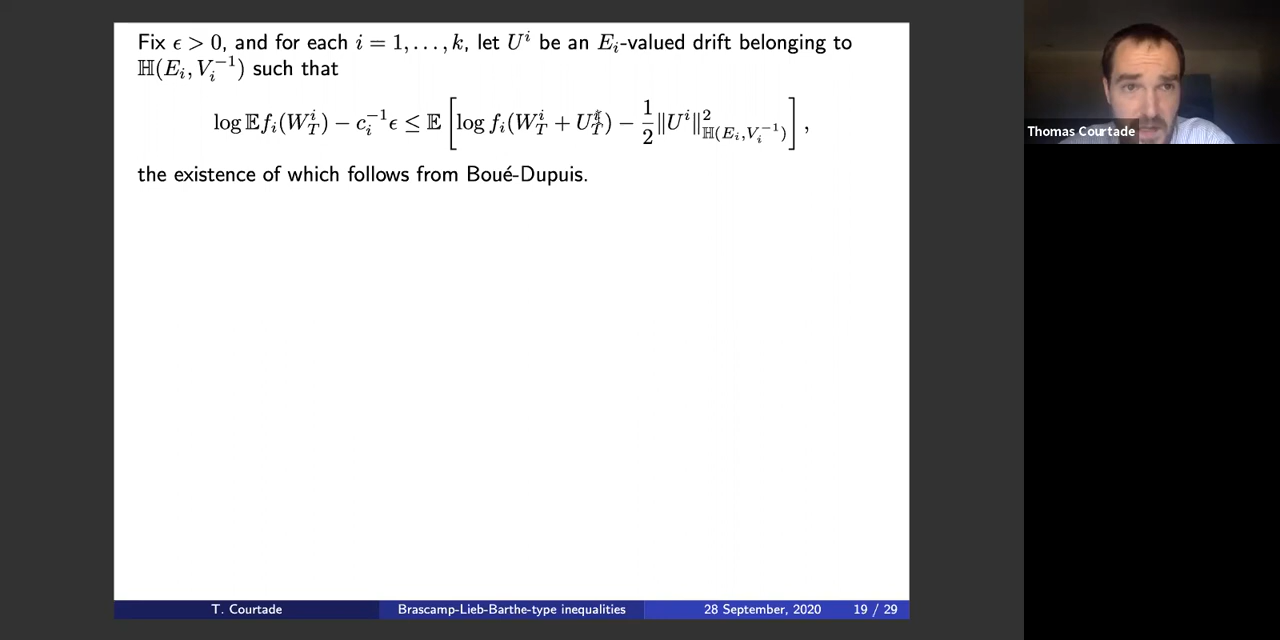 Fix ϵ > 0, and for each i = 1, . . . , k, let U^i be an E_i-valued drift belonging to
ℍ(E_i, V_i^{-1}) such that
log 𝔼f_i(W_T^i) − c_i^{-1}ϵ ≤ 𝔼 [ log f_i(W_T^i + U_T^i) − 1/2 ‖U^i‖^2_{ℍ(E_i,V_i^{-1})} ] ,
the existence of which follows from Boué-Dupuis.
Thomas Courtade
T. Courtade
Brascamp-Lieb-Barthe-type inequalities
28 September, 2020
19 / 29